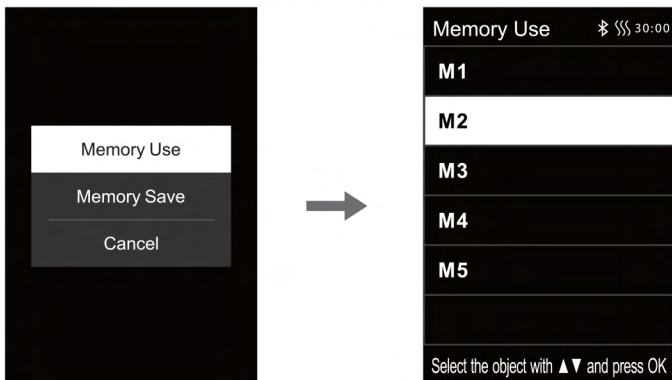 Memory Use
Memory Save
Cancel
Memory Use 30:00
M1
M2
M3
M4
M5
Select the object with ▲▼ and press OK